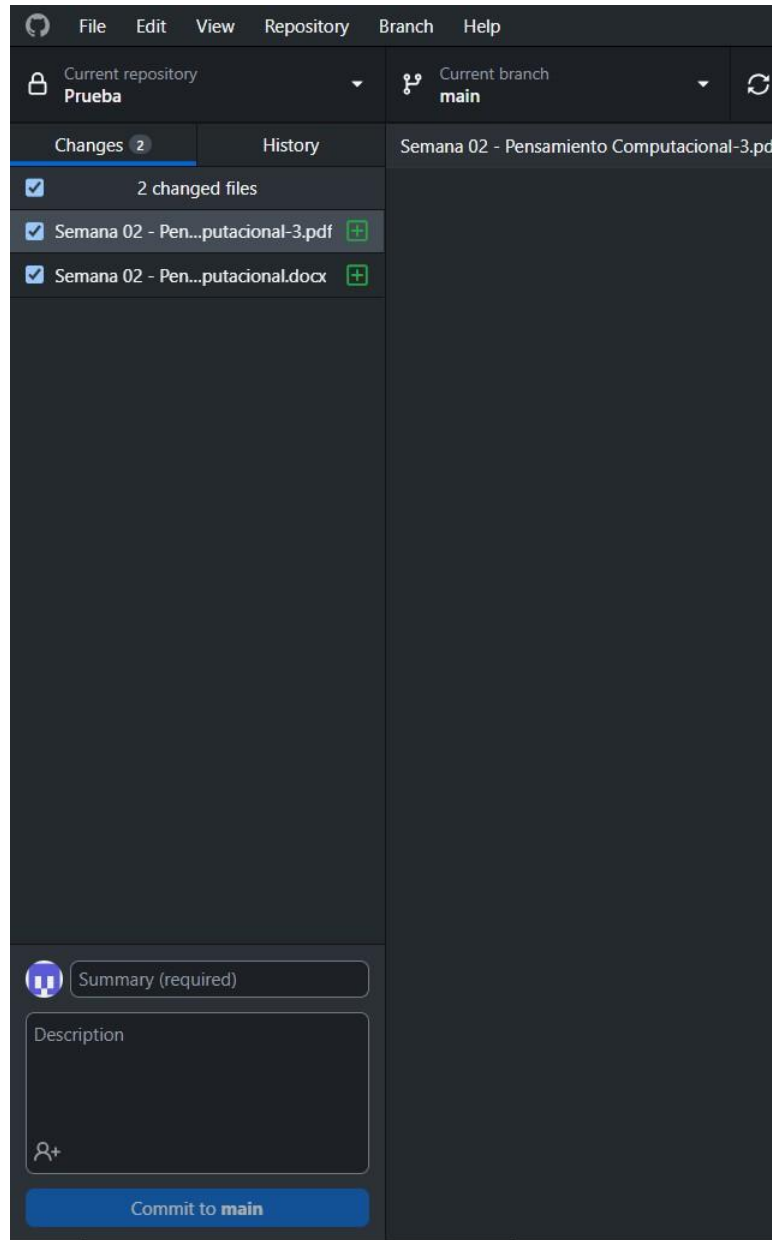 File Edit View Repository Branch Help
Current repository
Prueba
Current branch
main
Changes 2 History
Semana 02 - Pensamiento Computacional-3.pd
2 changed files
Semana 02 - Pen...putacional-3.pdf
Semana 02 - Pen...putacional.docx
Summary (required)
Description
Commit to main